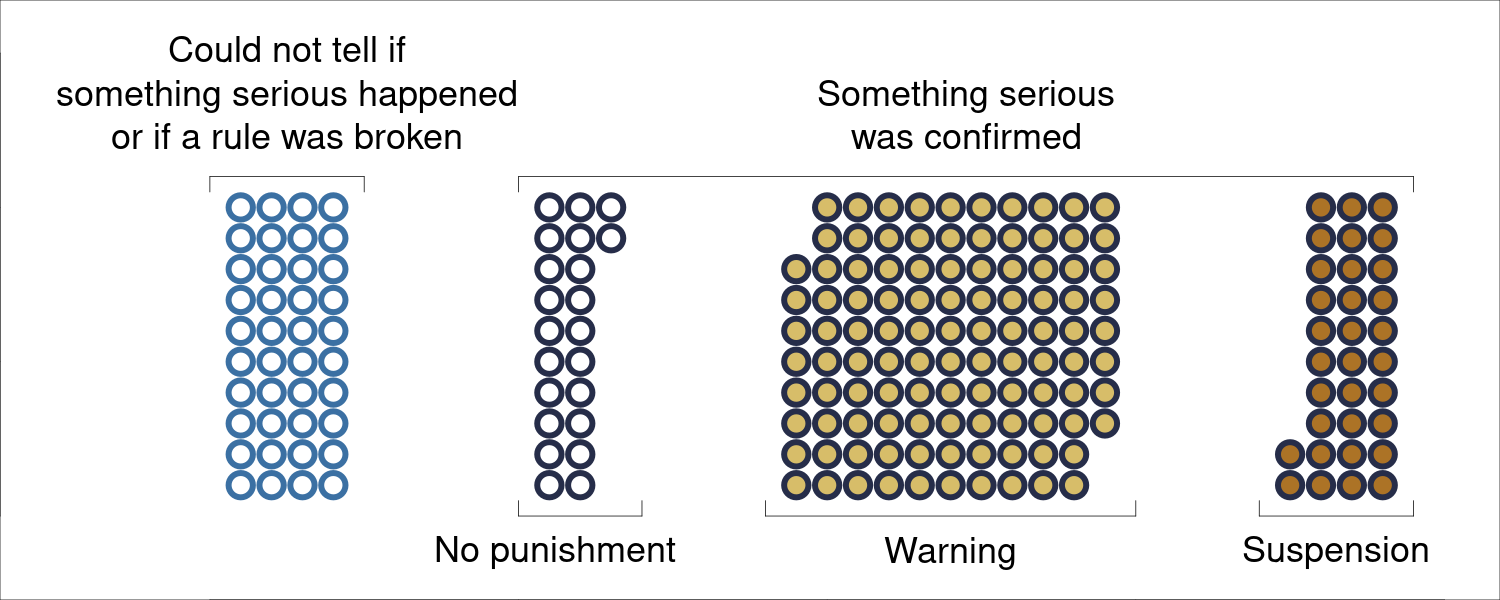 Could not tell if
something serious happened
or if a rule was broken
Something serious
was confirmed
No punishment
Warning
Suspension